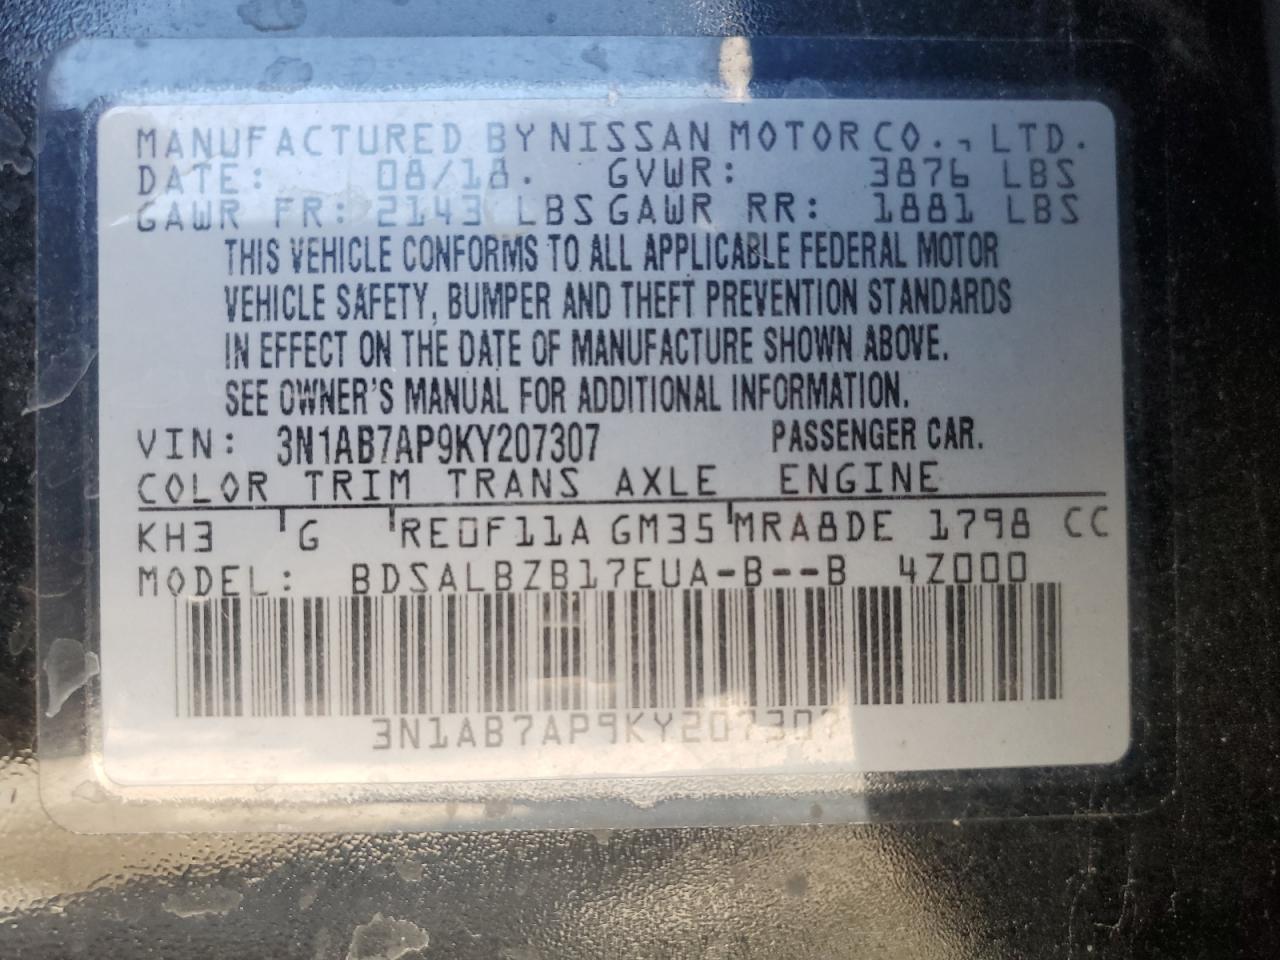 MANUFACTURED BY NISSAN MOTOR CO., LTD.
DATE: 08/18. GVWR: 3876 LBS
GAWR FR: 2143 LBS GAWR RR: 1881 LBS
THIS VEHICLE CONFORMS TO ALL APPLICABLE FEDERAL MOTOR
VEHICLE SAFETY, BUMPER AND THEFT PREVENTION STANDARDS
IN EFFECT ON THE DATE OF MANUFACTURE SHOWN ABOVE.
SEE OWNER'S MANUAL FOR ADDITIONAL INFORMATION.
VIN: 3N1AB7AP9KY207307 PASSENGER CAR.
COLOR TRIM TRANS AXLE ENGINE
KH3 G RE0F11A GM35 MRA8DE 1798 CC
MODEL: BDSALBZB17EUA-B--B 4Z000
3N1AB7AP9KY207307